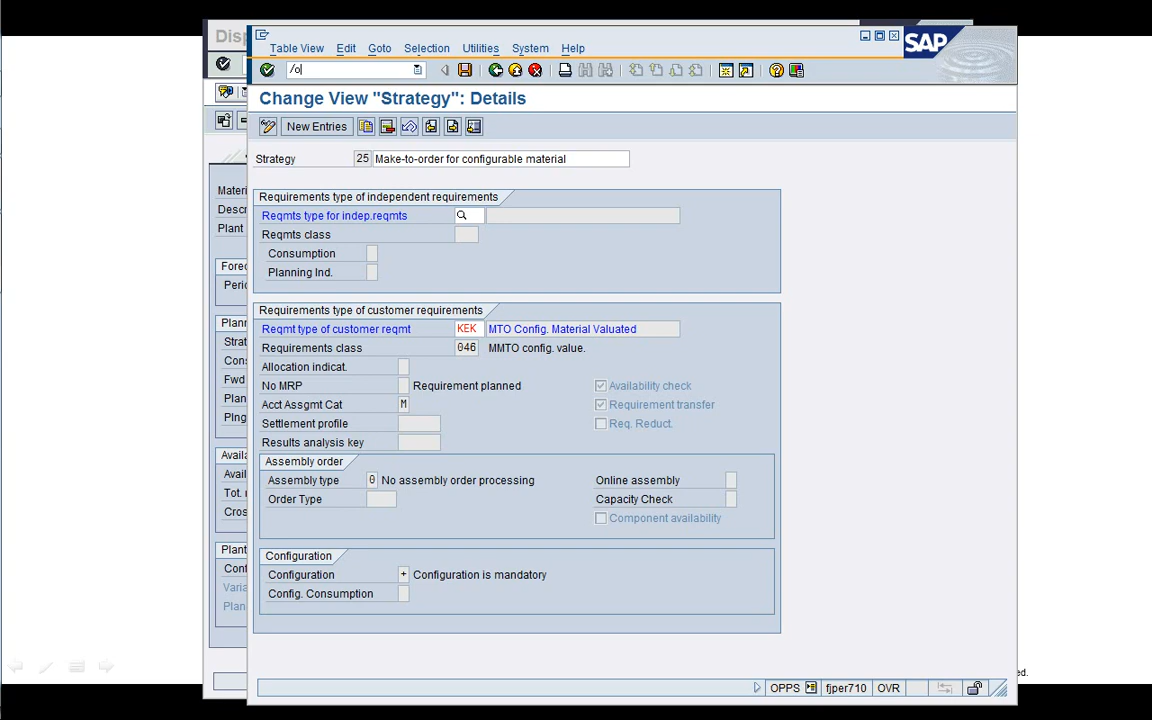 Disp
Table View Edit Goto Selection Utilities System Help
SAP
/o
Change View "Strategy": Details
New Entries
Strategy 25 Make-to-order for configurable material
Materi
Descr
Plant
Requirements type of independent requirements
Reqmts type for indep.reqmts
Reqmts class
Consumption
Planning Ind.
Forec
Perio
Requirements type of customer requirements
Reqmt type of customer reqmt KEK MTO Config. Material Valuated
Requirements class 046 MMTO config. value.
Allocation indicat.
No MRP Requirement planned Availability check
Acct Assgmt Cat M Requirement transfer
Settlement profile Req. Reduct.
Results analysis key
Plann
Strat
Cons
Fwd
Plan
Plng
Assembly order
Assembly type 0 No assembly order processing Online assembly
Order Type Capacity Check
Component availability
Availa
Avail
Tot.
Cros
Configuration
Configuration + Configuration is mandatory
Config. Consumption
Plant
Conf
Varia
Plan
ed.
OPPS fjper710 OVR